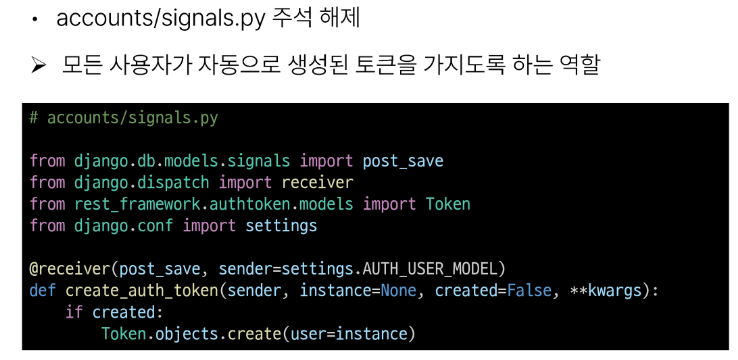 • accounts/signals.py 주석 해제
➢ 모든 사용자가 자동으로 생성된 토큰을 가지도록 하는 역할
# accounts/signals.py
from django.db.models.signals import post_save
from django.dispatch import receiver
from rest_framework.authtoken.models import Token
from django.conf import settings
@receiver(post_save, sender=settings.AUTH_USER_MODEL)
def create_auth_token(sender, instance=None, created=False, **kwargs):
    if created:
        Token.objects.create(user=instance)